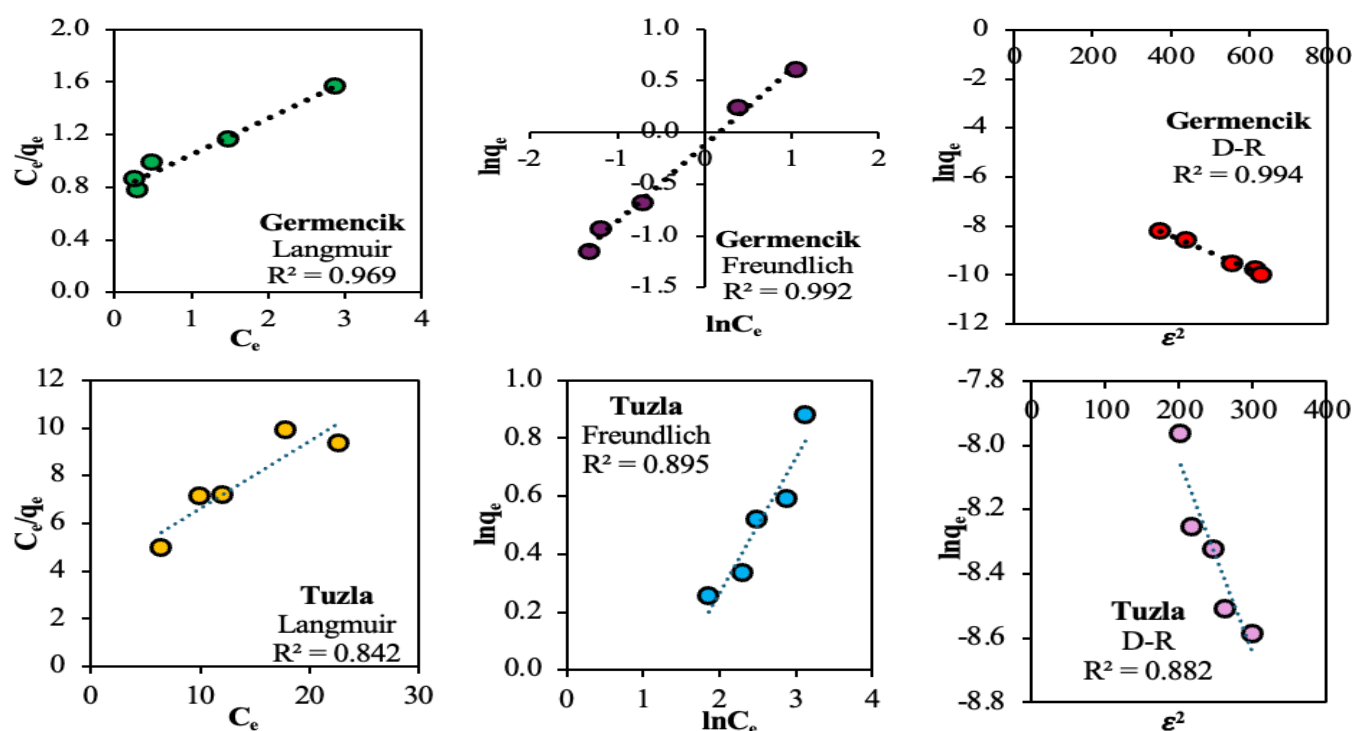 2.0
1.6
1.2
0.8
0.4
0.0
0 1 2 3 4
Cₑ/qₑ
Cₑ
Germencik
Langmuir
R² = 0.969
1.0
0.5
0.0
-0.5
-1.0
-1.5
-2 -1 0 1 2
lnqₑ
lnCₑ
Germencik
Freundlich
R² = 0.992
0
-2
-4
-6
-8
-10
-12
0 200 400 600 800
lnqₑ
ε²
Germencik
D-R
R² = 0.994
12
10
8
6
4
2
0
0 10 20 30
Cₑ/qₑ
Cₑ
Tuzla
Langmuir
R² = 0.842
1.0
0.8
0.6
0.4
0.2
0.0
0 1 2 3 4
lnqₑ
lnCₑ
Tuzla
Freundlich
R² = 0.895
-7.8
-8.0
-8.2
-8.4
-8.6
-8.8
0 100 200 300 400
lnqₑ
ε²
Tuzla
D-R
R² = 0.882